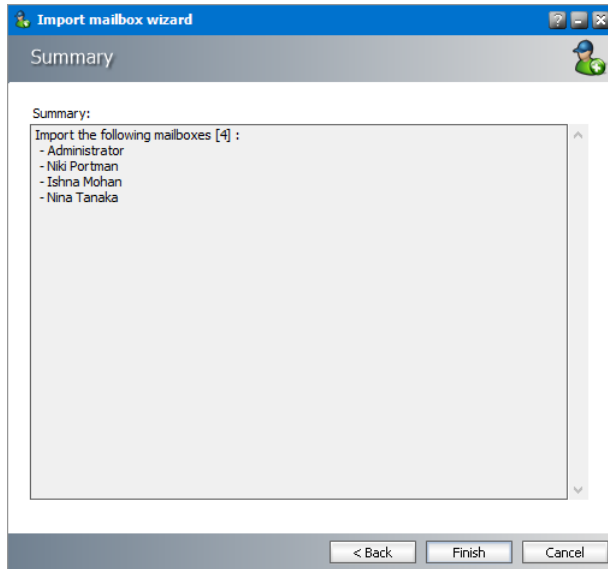 Import mailbox wizard
?
Summary
Summary:
Import the following mailboxes [4] :
- Administrator
- Niki Portman
- Ishna Mohan
- Nina Tanaka
< Back
Finish
Cancel